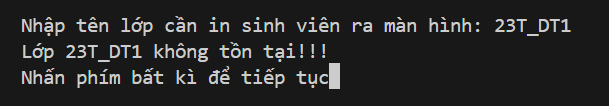 Nhập tên lớp cần in sinh viên ra màn hình: 23T_DT1
Lớp 23T_DT1 không tồn tại!!!
Nhấn phím bất kì để tiếp tục